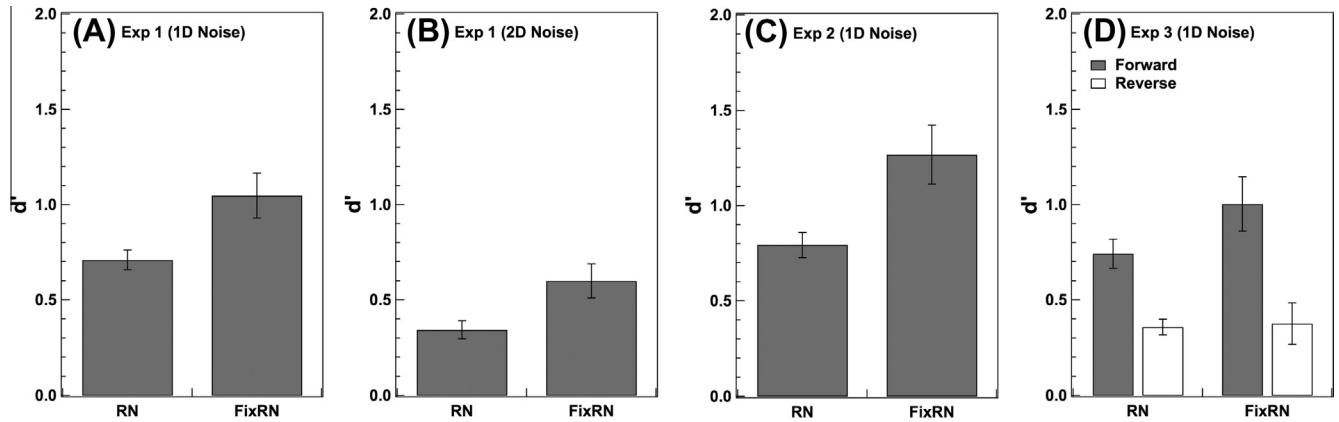 (A) Exp 1 (1D Noise)
2.0
1.5
1.0
0.5
0.0
d'
RN FixRN
(B) Exp 1 (2D Noise)
2.0
1.5
1.0
0.5
0.0
d'
RN FixRN
(C) Exp 2 (1D Noise)
2.0
1.5
1.0
0.5
0.0
d'
RN FixRN
(D) Exp 3 (1D Noise)
Forward
Reverse
2.0
1.5
1.0
0.5
0.0
d'
RN FixRN